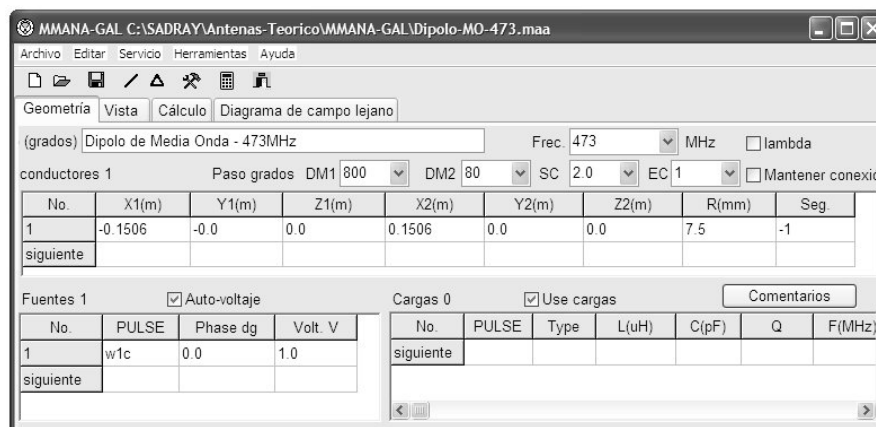 MMANA-GAL C:\SADRAY\Antenas-Teorico\MMANA-GAL\Dipolo-MO-473.maa
Archivo Editar Servicio Herramientas Ayuda
Geometría Vista Cálculo Diagrama de campo lejano
(grados) Dipolo de Media Onda - 473MHz Frec. 473 MHz lambda
conductores 1 Paso grados DM1 800 DM2 80 SC 2.0 EC 1 Mantener conexio
No. X1(m) Y1(m) Z1(m) X2(m) Y2(m) Z2(m) R(mm) Seg.
1 -0.1506 -0.0 0.0 0.1506 0.0 0.0 7.5 -1
siguiente
Fuentes 1 Auto-voltaje Cargas 0 Use cargas Comentarios
No. PULSE Phase dg Volt. V No. PULSE Type L(uH) C(pF) Q F(MHz)
1 w1c 0.0 1.0 siguiente
siguiente